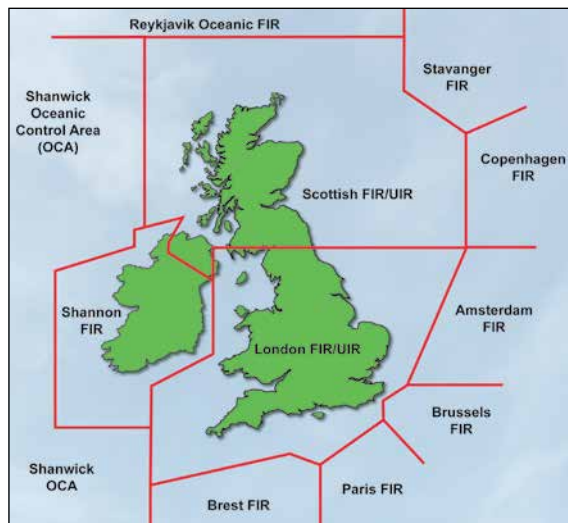 Reykjavik Oceanic FIR
Stavanger
FIR
Shanwick
Oceanic
Control Area
(OCA)
Copenhagen
FIR
Scottish FIR/UIR
Shannon
FIR
Amsterdam
FIR
London FIR/UIR
Brussels
FIR
Shanwick
OCA
Brest FIR
Paris FIR